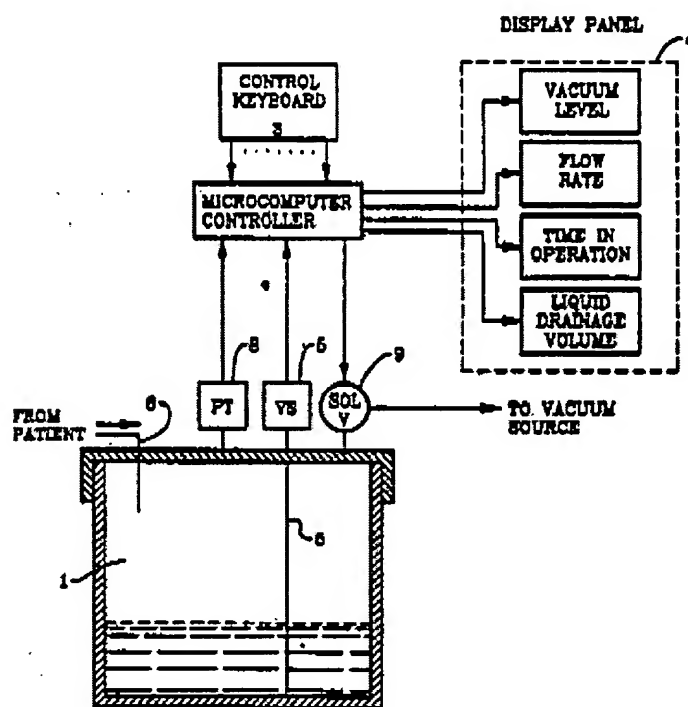 DISPLAY PANEL
CONTROL
KEYBOARD
3
VACUUM
LEVEL
FLOW
RATE
MICROCOMPUTER
CONTROLLER
TIME IN
OPERATION
LIQUID
DRAINAGE
VOLUME
8
5
9
PT
VS
SOL
V
FROM
PATIENT
6
TO VACUUM
SOURCE
1
6